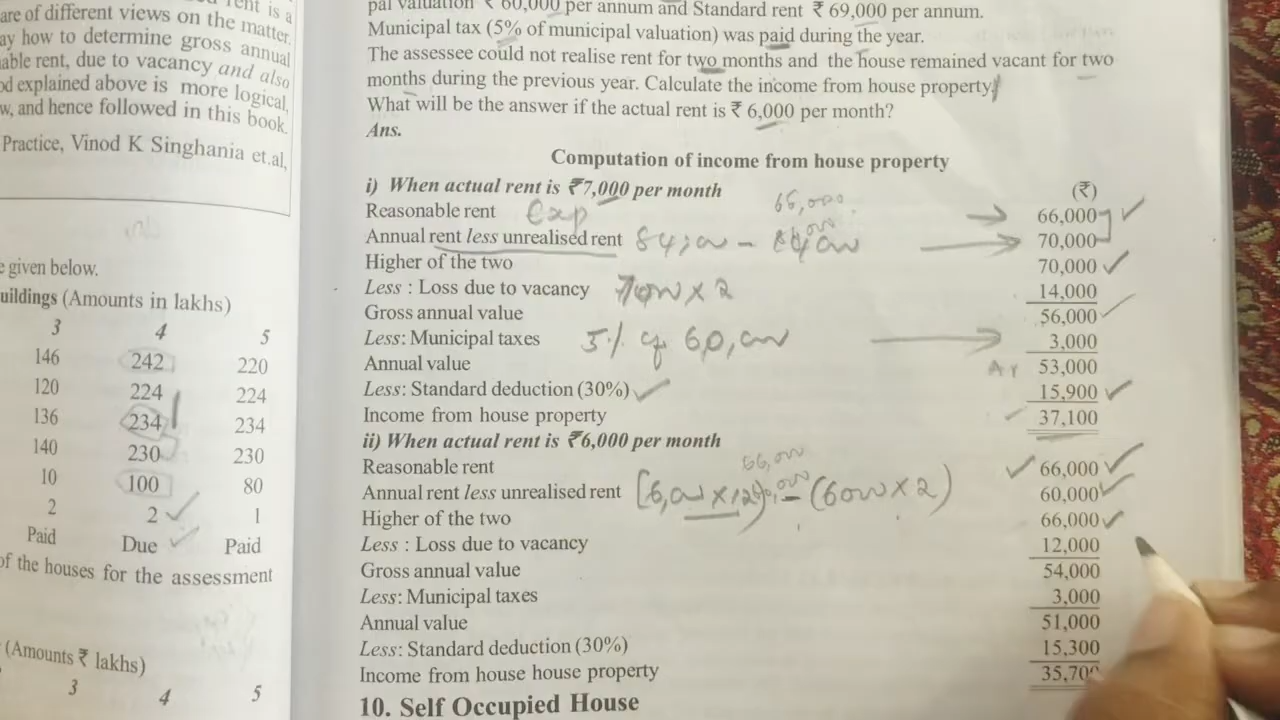 rent is a
are of different views on the matter.
ay how to determine gross annual
able rent, due to vacancy and also
od explained above is more logical,
w, and hence followed in this book.
Practice, Vinod K Singhania et.al,
e given below.
uildings (Amounts in lakhs)
3 4 5
146 242 220
120 224 224
136 234 234
140 230 230
10 100 80
2 2 1
Paid Due Paid
of the houses for the assessment
(Amounts ₹ lakhs)
3 4 5
pal valuation ₹ 60,000 per annum and Standard rent ₹ 69,000 per annum.
Municipal tax (5% of municipal valuation) was paid during the year.
The assessee could not realise rent for two months and the house remained vacant for two
months during the previous year. Calculate the income from house property.
What will be the answer if the actual rent is ₹ 6,000 per month?
Ans.
Computation of income from house property
i) When actual rent is ₹7,000 per month (₹)
Reasonable rent Exp 66,000 66,000
Annual rent less unrealised rent 84,000 - 70,000
Higher of the two 70,000
Less : Loss due to vacancy 7000 x 2 14,000
Gross annual value 56,000
Less: Municipal taxes 5% of 60,000 3,000
Annual value 53,000
Less: Standard deduction (30%) 15,900
Income from house property 37,100
ii) When actual rent is ₹6,000 per month
Reasonable rent 66,000 66,000
Annual rent less unrealised rent [6,000 x 12) - (6000 x 2) 60,000
Higher of the two 66,000
Less : Loss due to vacancy 12,000
Gross annual value 54,000
Less: Municipal taxes 3,000
Annual value 51,000
Less: Standard deduction (30%) 15,300
Income from house house property 35,700
10. Self Occupied House